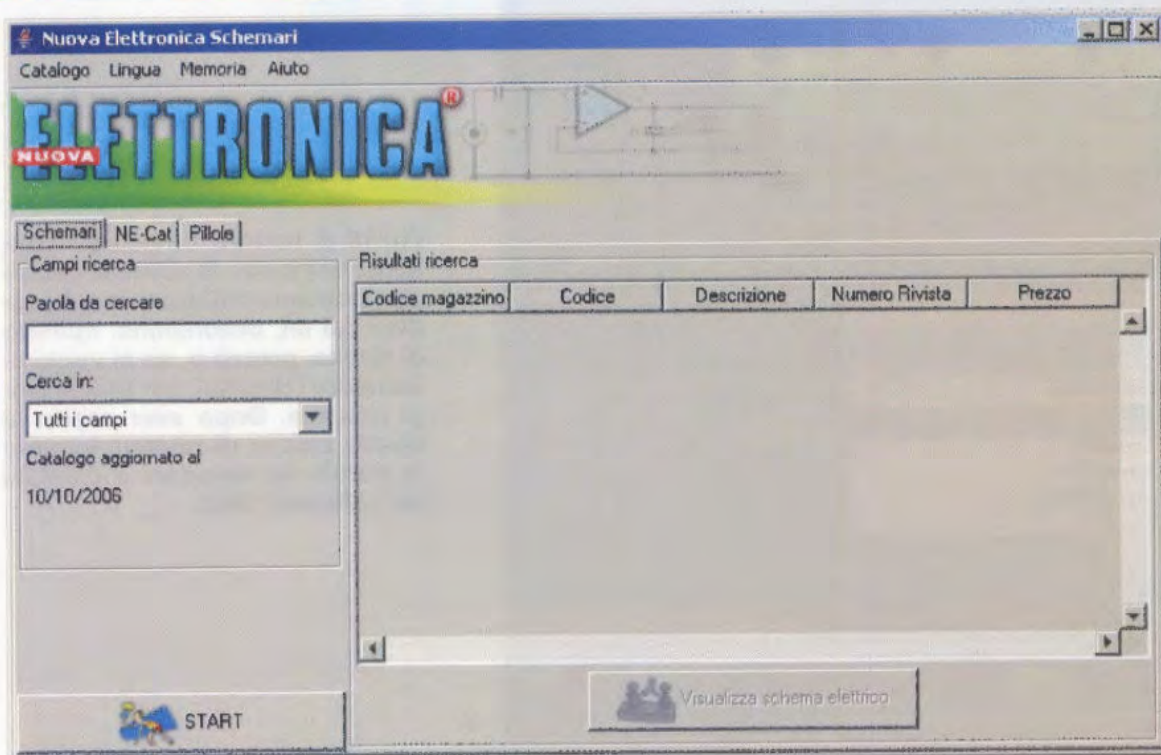 Nuova Elettronica Schemari
Catalogo Lingua Memoria Aiuto
NUOVA ELETTRONICA®
Schemari NE-Cat Pillole
Campi ricerca
Parola da cercare
Cerca in:
Tutti i campi
Catalogo aggiornato al
10/10/2006
START
Risultati ricerca
Codice magazzino Codice Descrizione Numero Rivista Prezzo
Visualizza schema elettrico